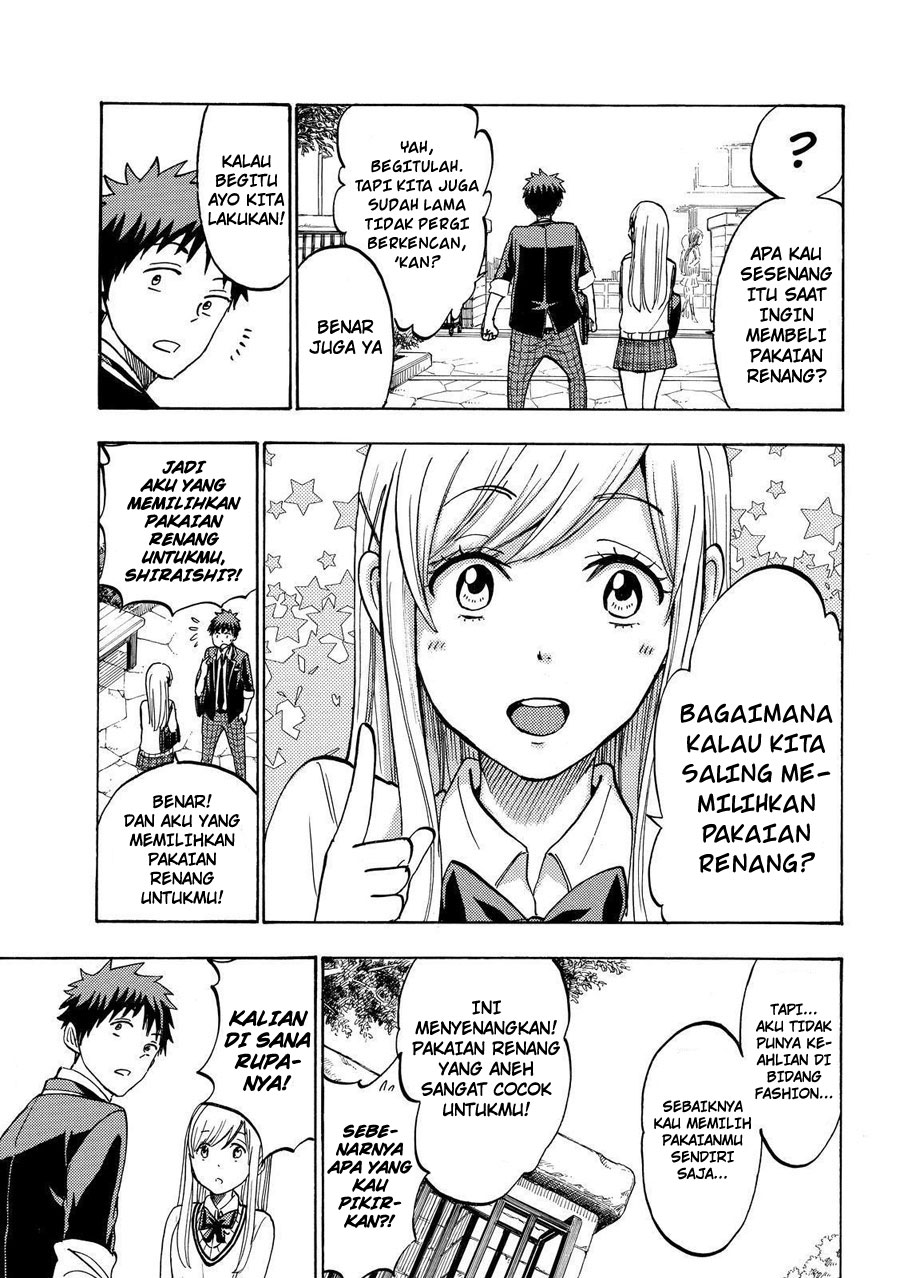 ?
APA KAU
SESENANG
ITU SAAT
INGIN
MEMBELI
PAKAIAN
RENANG?
YAH,
BEGITULAH.
TAPI KITA JUGA
SUDAH LAMA
TIDAK PERGI
BERKENCAN,
'KAN?
BENAR
JUGA YA
KALAU
BEGITU
AYO KITA
LAKUKAN!
BAGAIMANA
KALAU KITA
SALING ME-
MILIHKAN
PAKAIAN
RENANG?
JADI
AKU YANG
MEMILIHKAN
PAKAIAN
RENANG
UNTUKMU,
SHIRAISHI?!
BENAR!
DAN AKU YANG
MEMILIHKAN
PAKAIAN
RENANG
UNTUKMU!
TAPI...
AKU TIDAK
PUNYA KE-
AHLIAN DI
BIDANG
FASHION...
SEBAIKNYA
KAU MEMILIH
PAKAIANMU
SENDIRI
SAJA...
INI
MENYENANGKAN!
PAKAIAN RENANG
YANG ANEH
SANGAT COCOK
UNTUKMU!
SEBE-
NARNYA
APA YANG
KAU
PIKIR-
KAN?!
KALIAN
DI SANA
RUPA-
NYA!